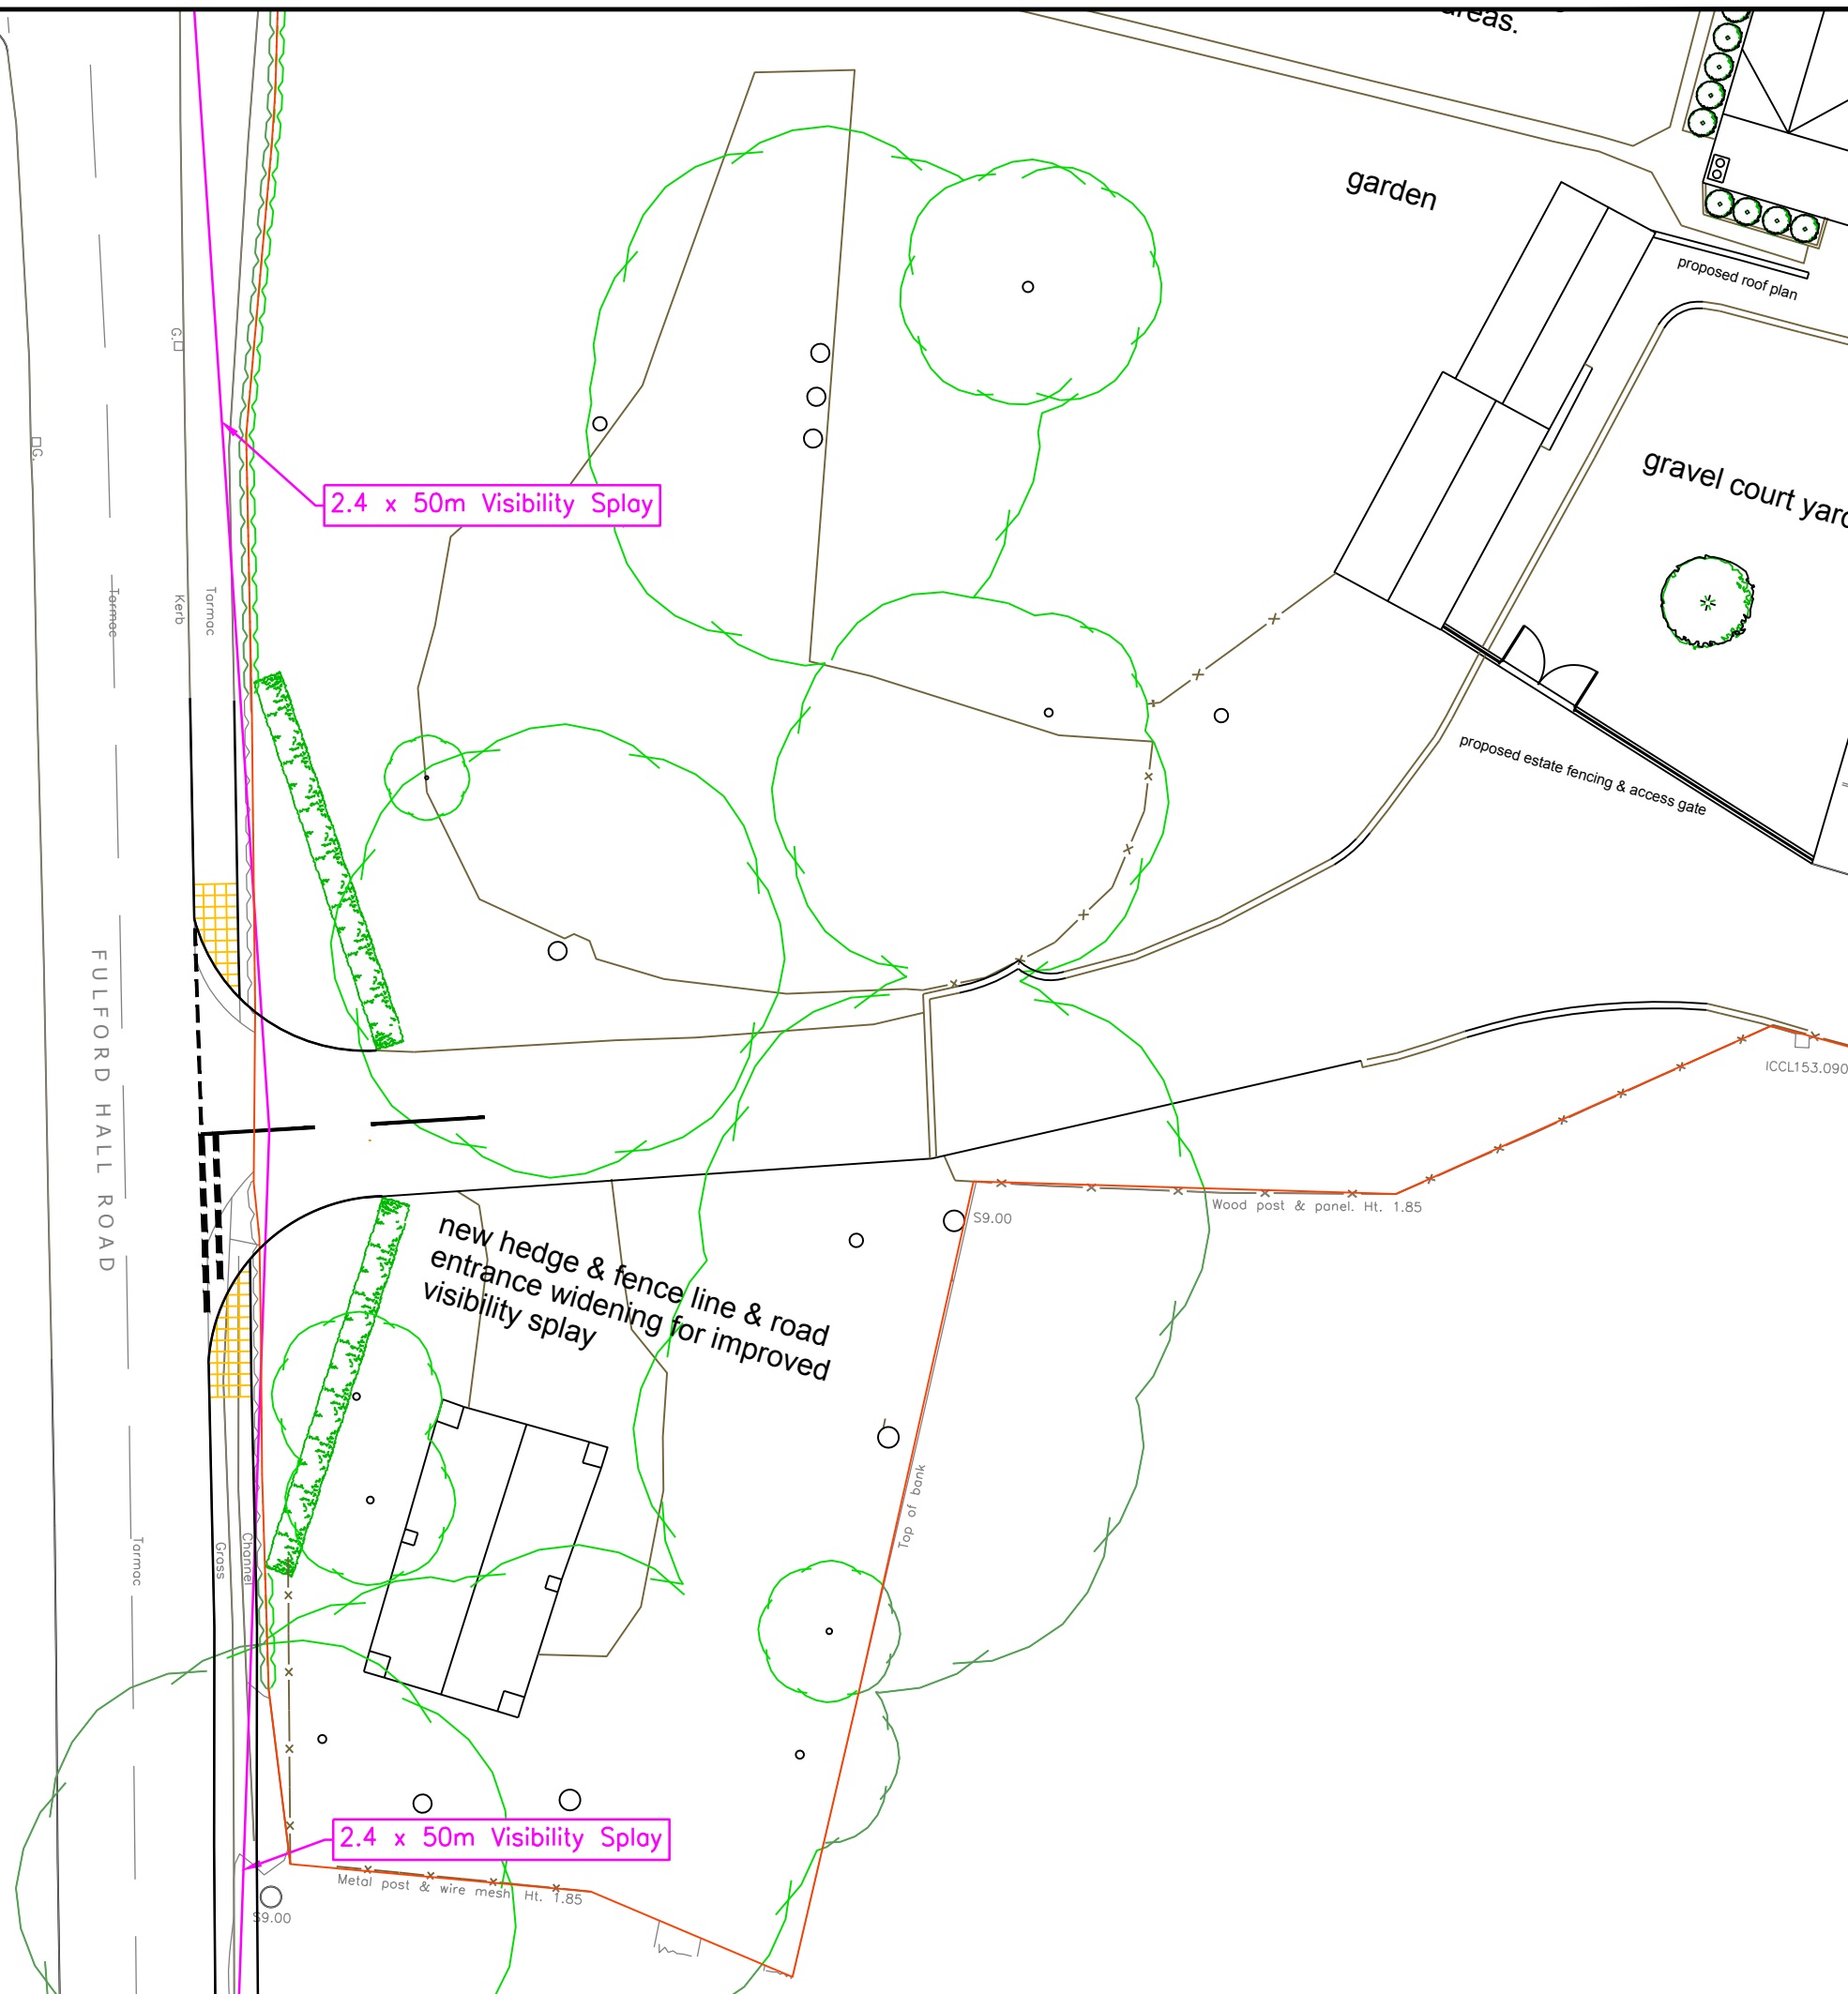 areas.
garden
proposed roof plan
G.
G.
gravel court yard
2.4 x 50m Visibility Splay
Tarmac
Kerb
Tarmac
proposed estate fencing & access gate
FULFORD HALL ROAD
ICCL153.090
Wood post & panel. Ht. 1.85
S9.00
new hedge & fence line & road
entrance widening for improved
visibility splay
Top of bank
Tarmac
Grass
Channel
2.4 x 50m Visibility Splay
Metal post & wire mesh Ht. 1.85
S9.00